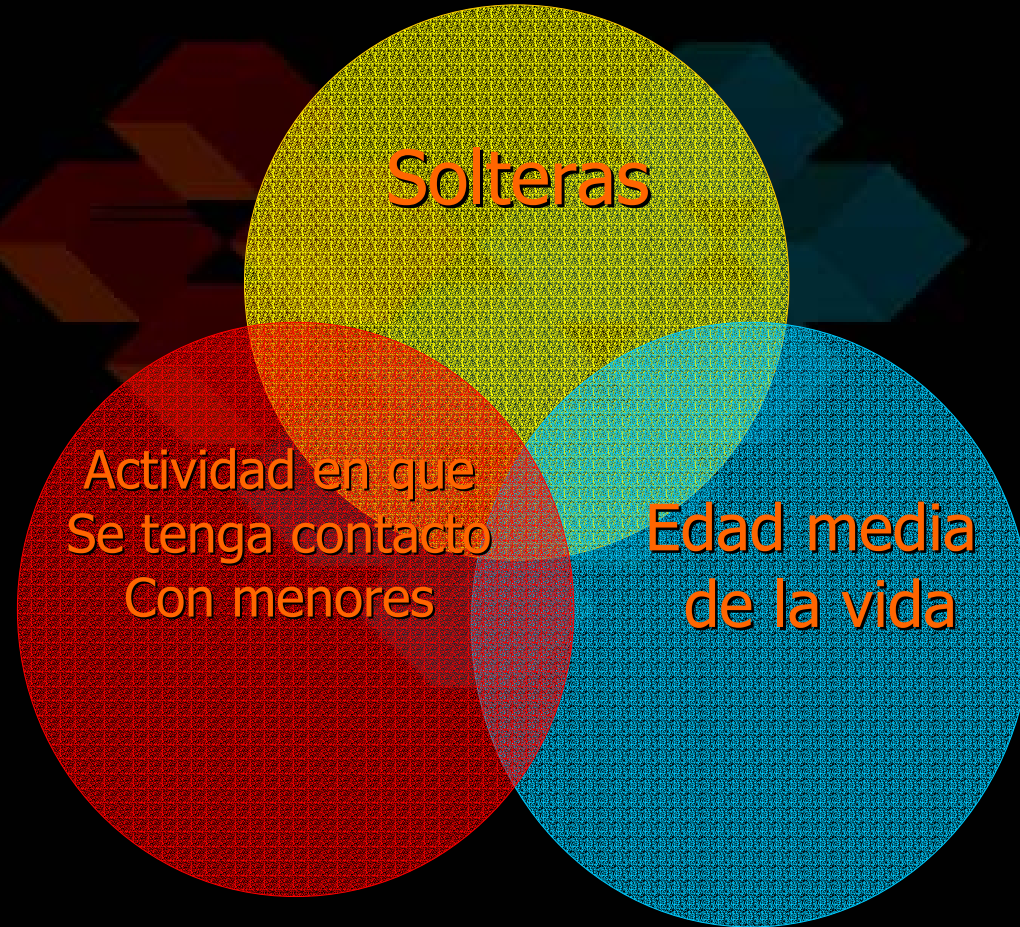 Solteras
Actividad en que
Se tenga contacto
Con menores
Edad media
de la vida